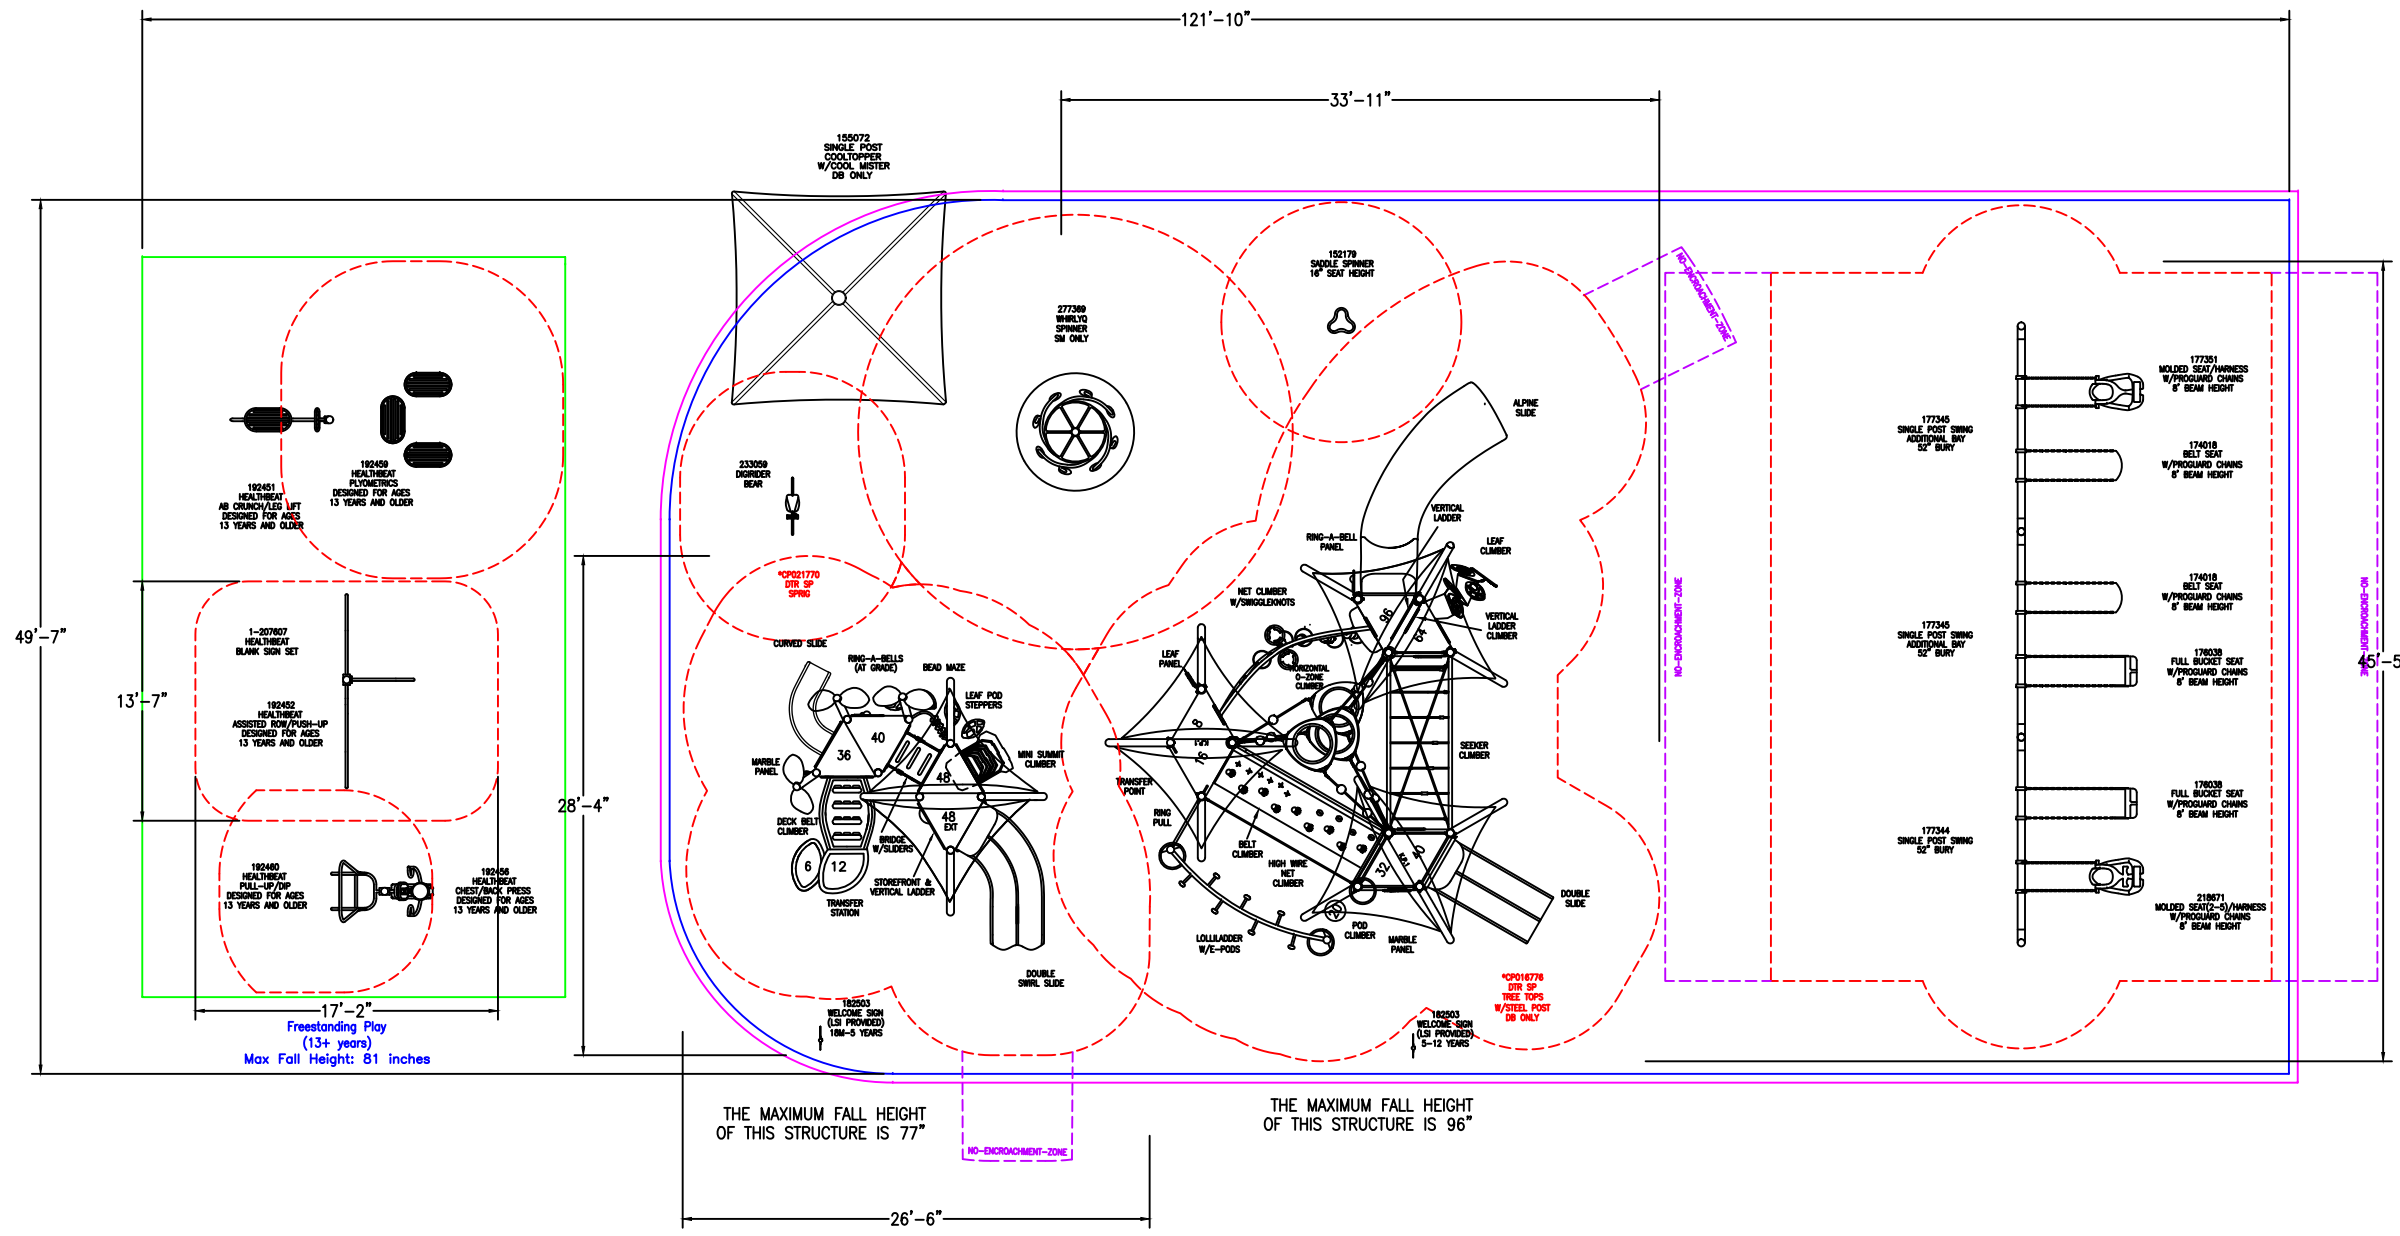 121'-10"
33'-11"
155072
SINGLE POST
COOLTOPPER
W/COOL MISTER
DB ONLY
152179
SADDLE SPINNER
16" SEAT HEIGHT
277369
WHIRLYQ
SPINNER
SM ONLY
NO-ENCROACHMENT-ZONE
177351
MOLDED SEAT/HARNESS
W/PROGUARD CHAINS
8' BEAM HEIGHT
177345
SINGLE POST SWING
ADDITIONAL BAY
52" BURY
174018
BELT SEAT
W/PROGUARD CHAINS
8' BEAM HEIGHT
ALPINE
SLIDE
192451
HEALTHBEAT
AB CRUNCH/LEG LIFT
DESIGNED FOR AGES
13 YEARS AND OLDER
192459
HEALTHBEAT
PLYOMETRICS
DESIGNED FOR AGES
13 YEARS AND OLDER
233059
DIGIRIDER
BEAR
VERTICAL
LADDER
RING-A-BELL
PANEL
LEAF
CLIMBER
*CP021770
DTR SP
SPRIG
NET CLIMBER
W/SWIGGLEKNOTS
VERTICAL
LADDER
CLIMBER
96
64
NO-ENCROACHMENT-ZONE
174018
BELT SEAT
W/PROGUARD CHAINS
8' BEAM HEIGHT
NO-ENCROACHMENT-ZONE
49'-7"
1-207607
HEALTHBEAT
BLANK SIGN SET
CURVED SLIDE
RING-A-BELLS
(AT GRADE)
BEAD MAZE
LEAF
PANEL
HORIZONTAL
O-ZONE
CLIMBER
177345
SINGLE POST SWING
ADDITIONAL BAY
52" BURY
176038
FULL BUCKET SEAT
W/PROGUARD CHAINS
8' BEAM HEIGHT
45'-5
13'-7"
192452
HEALTHBEAT
ASSISTED ROW/PUSH-UP
DESIGNED FOR AGES
13 YEARS AND OLDER
LEAF POD
STEPPERS
40
36
48
8
KP.1
16
MARBLE
PANEL
MINI SUMMIT
CLIMBER
SEEKER
CLIMBER
TRANSFER
POINT
28'-4"
RING
PULL
48
EXT
DECK BELT
CLIMBER
BRIDGE
W/SLIDERS
BELT
CLIMBER
HIGH WIRE
NET
CLIMBER
32
KP.1
176038
FULL BUCKET SEAT
W/PROGUARD CHAINS
8' BEAM HEIGHT
177344
SINGLE POST SWING
52" BURY
192460
HEALTHBEAT
PULL-UP/DIP
DESIGNED FOR AGES
13 YEARS AND OLDER
192456
HEALTHBEAT
CHEST/BACK PRESS
DESIGNED FOR AGES
13 YEARS AND OLDER
6
12
STOREFRONT &
VERTICAL LADDER
TRANSFER
STATION
20
DOUBLE
SLIDE
POD
CLIMBER
MARBLE
PANEL
LOLLILADDER
W/E-PODS
218671
MOLDED SEAT(2-5)/HARNESS
W/PROGUARD CHAINS
8' BEAM HEIGHT
DOUBLE
SWIRL SLIDE
*CP016776
DTR SP
TREE TOPS
W/STEEL POST
DB ONLY
17'-2"
Freestanding Play
(13+ years)
Max Fall Height: 81 inches
182503
WELCOME SIGN
(LSI PROVIDED)
18M-5 YEARS
182503
WELCOME SIGN
(LSI PROVIDED)
5-12 YEARS
THE MAXIMUM FALL HEIGHT
OF THIS STRUCTURE IS 77"
THE MAXIMUM FALL HEIGHT
OF THIS STRUCTURE IS 96"
NO-ENCROACHMENT-ZONE
26'-6"